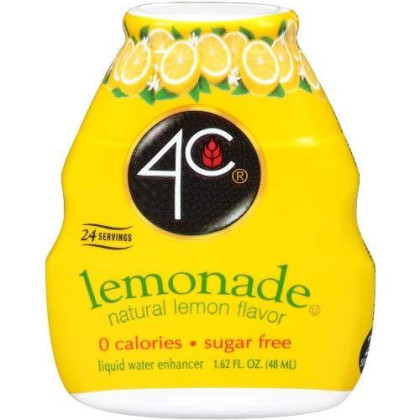 4C®
24 SERVINGS
lemonade
natural lemon flavor
0 calories • sugar free
liquid water enhancer 1.62 FL. OZ. (48 ML)